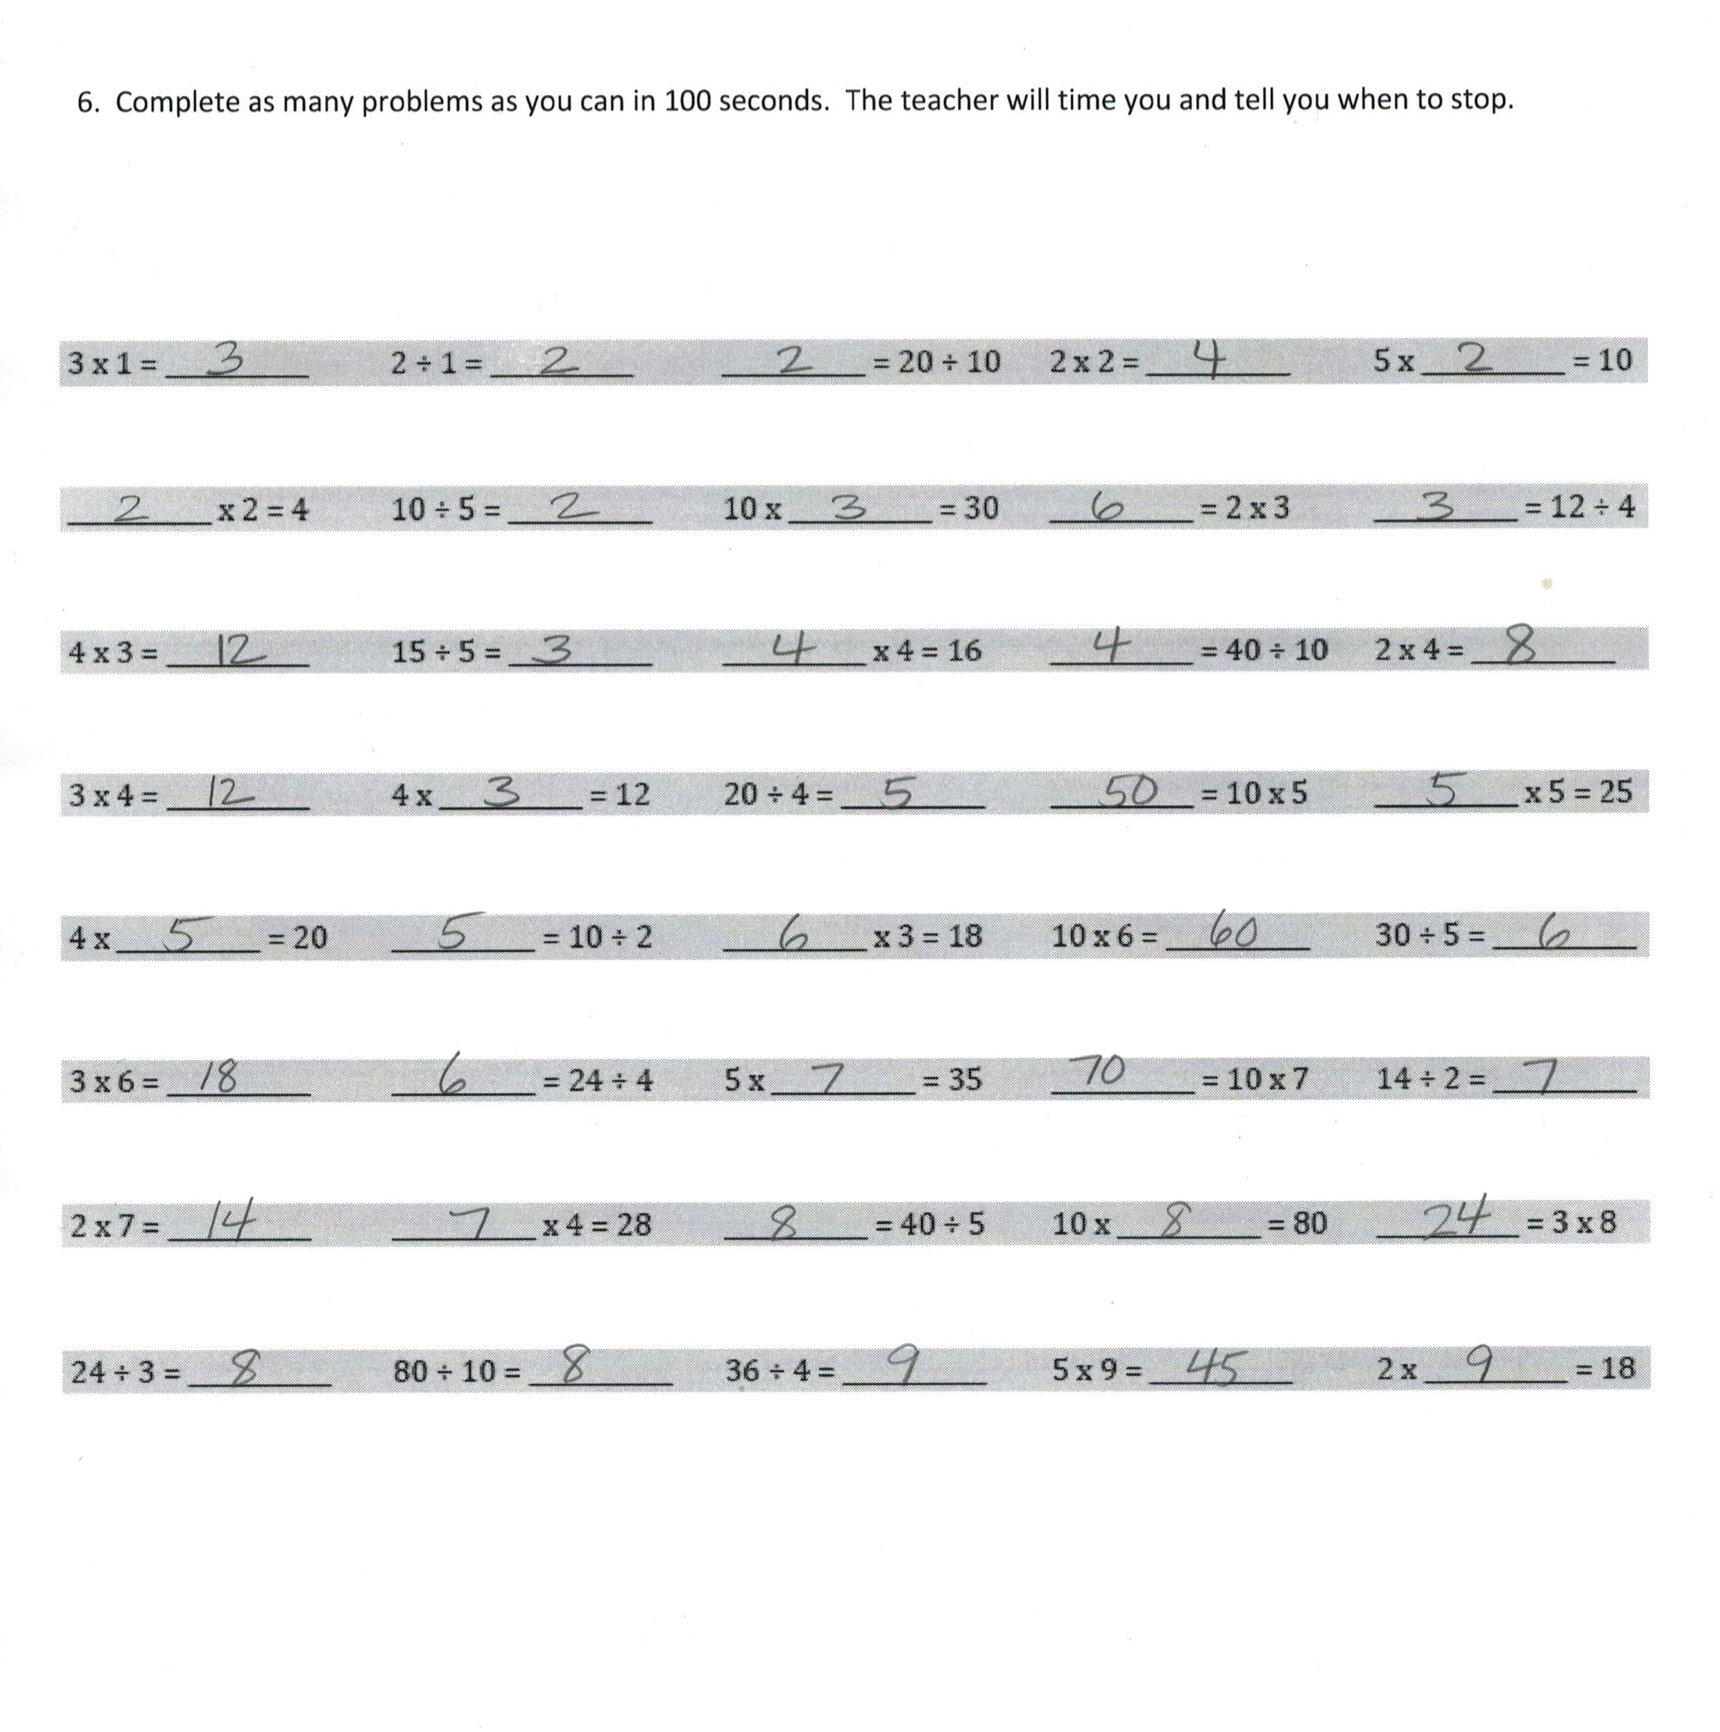 6. Complete as many problems as you can in 100 seconds. The teacher will time you and tell you when to stop.
3 x 1 = 3 2 ÷ 1 = 2 2 = 20 ÷ 10 2 x 2 = 4 5 x 2 = 10
2 x 2 = 4 10 ÷ 5 = 2 10 x 3 = 30 6 = 2 x 3 3 = 12 ÷ 4
4 x 3 = 12 15 ÷ 5 = 3 4 x 4 = 16 4 = 40 ÷ 10 2 x 4 = 8
3 x 4 = 12 4 x 3 = 12 20 ÷ 4 = 5 50 = 10 x 5 5 x 5 = 25
4 x 5 = 20 5 = 10 ÷ 2 6 x 3 = 18 10 x 6 = 60 30 ÷ 5 = 6
3 x 6 = 18 6 = 24 ÷ 4 5 x 7 = 35 70 = 10 x 7 14 ÷ 2 = 7
2 x 7 = 14 7 x 4 = 28 8 = 40 ÷ 5 10 x 8 = 80 24 = 3 x 8
24 ÷ 3 = 8 80 ÷ 10 = 8 36 ÷ 4 = 9 5 x 9 = 45 2 x 9 = 18